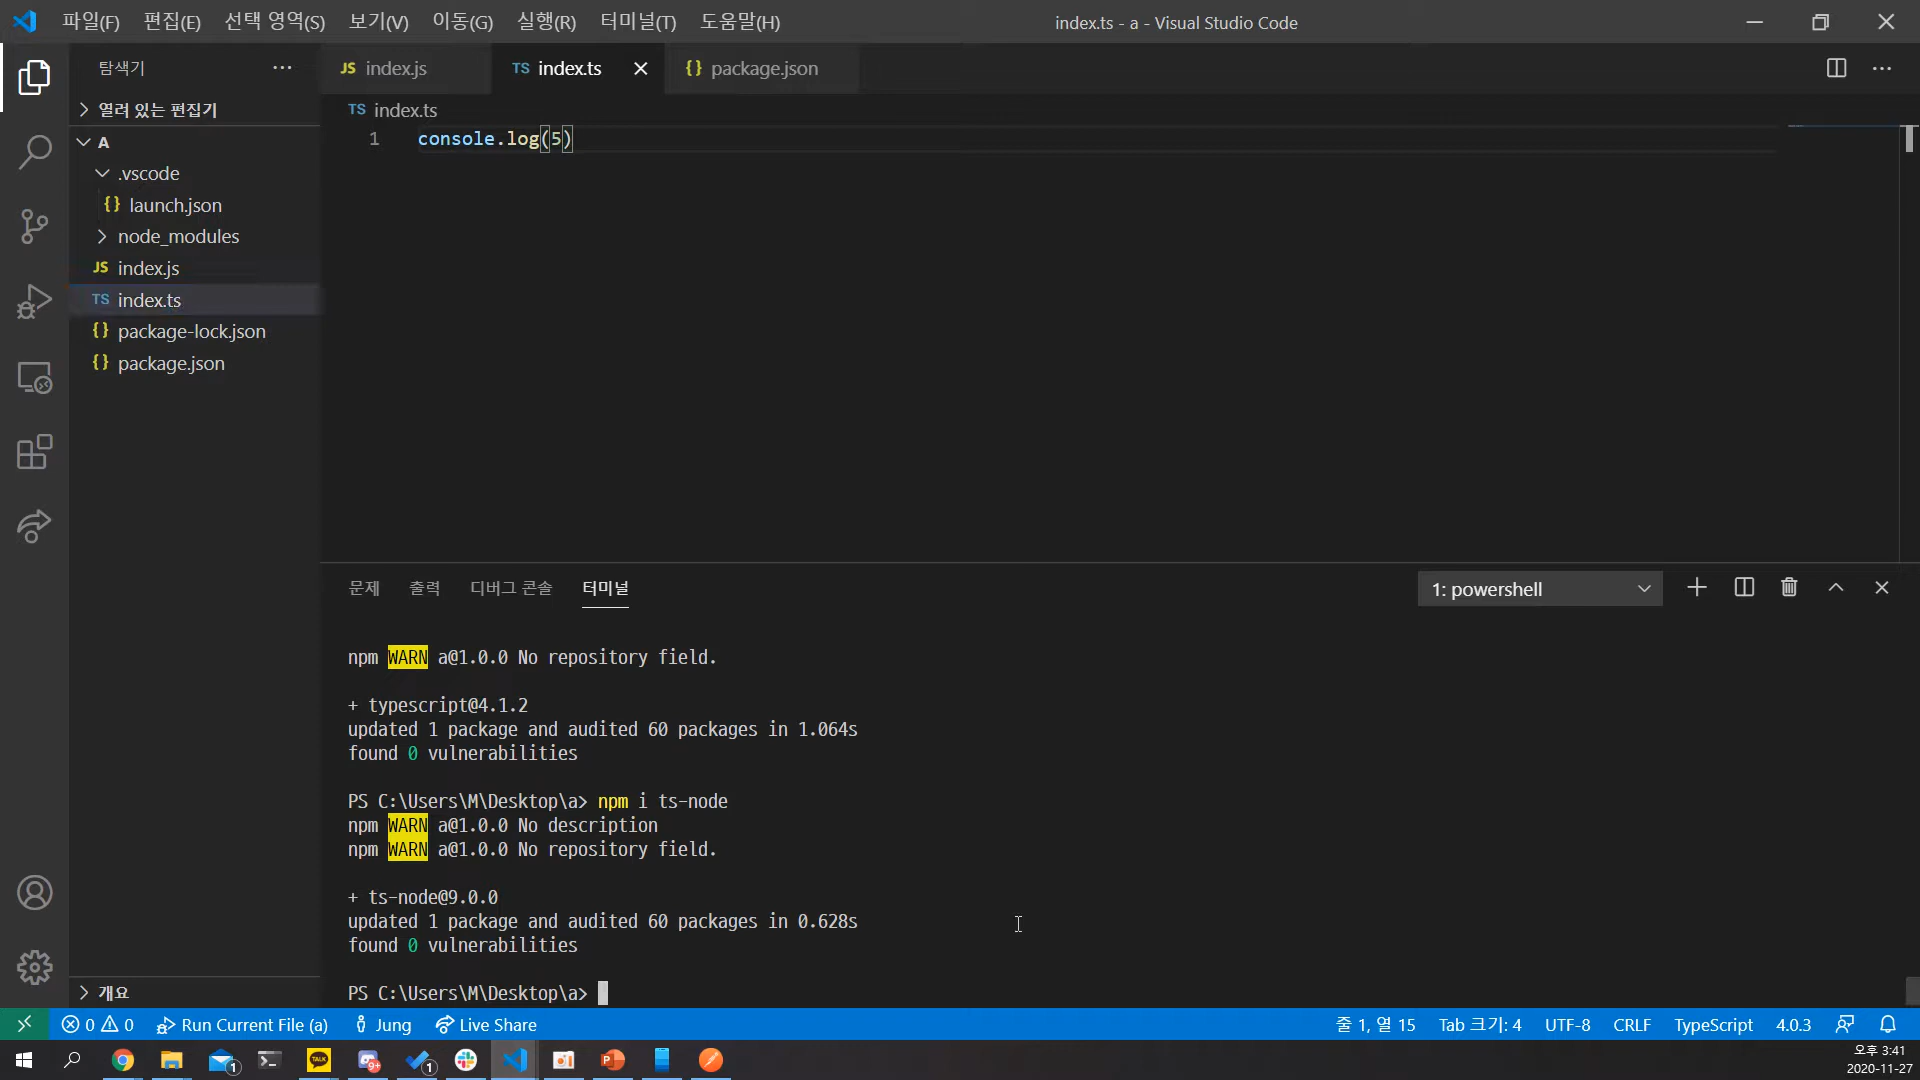 파일(F) 편집(E) 선택 영역(S) 보기(V) 이동(G) 실행(R) 터미널(T) 도움말(H)
index.ts - a - Visual Studio Code
탐색기
JS index.js
TS index.ts
{} package.json
열려 있는 편집기
A
.vscode
{} launch.json
node_modules
JS index.js
TS index.ts
{} package-lock.json
{} package.json
개요
TS index.ts
1 console.log(5)
문제 출력 디버그 콘솔 터미널
1: powershell
npm WARN a@1.0.0 No repository field.
+ typescript@4.1.2
updated 1 package and audited 60 packages in 1.064s
found 0 vulnerabilities
PS C:\Users\M\Desktop\a> npm i ts-node
npm WARN a@1.0.0 No description
npm WARN a@1.0.0 No repository field.
+ ts-node@9.0.0
updated 1 package and audited 60 packages in 0.628s
found 0 vulnerabilities
PS C:\Users\M\Desktop\a>
0 0 Run Current File (a) Jung Live Share
줄 1, 열 15 Tab 크기: 4 UTF-8 CRLF TypeScript 4.0.3
1
TALK
9+
1
오후 3:41
2020-11-27